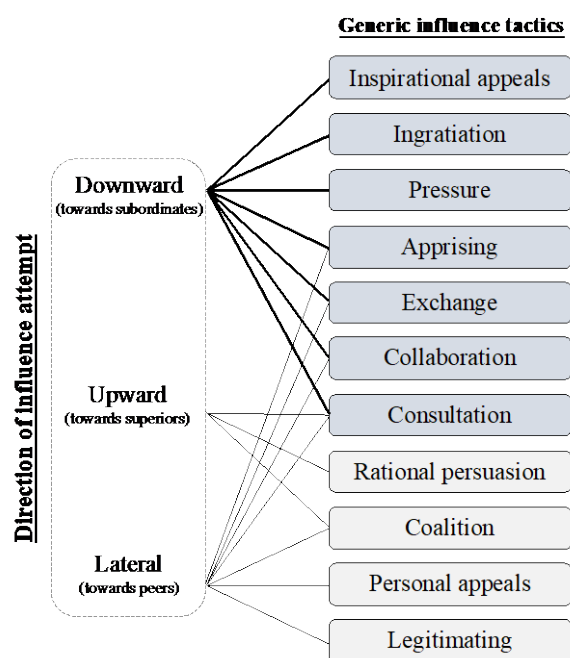 Generic influence tactics
Inspirational appeals
Ingratiation
Downward
(towards subordinates)
Pressure
Apprising
Exchange
Collaboration
Upward
(towards superiors)
Consultation
Rational persuasion
Coalition
Lateral
(towards peers)
Personal appeals
Legitimating
Direction of influence attempt